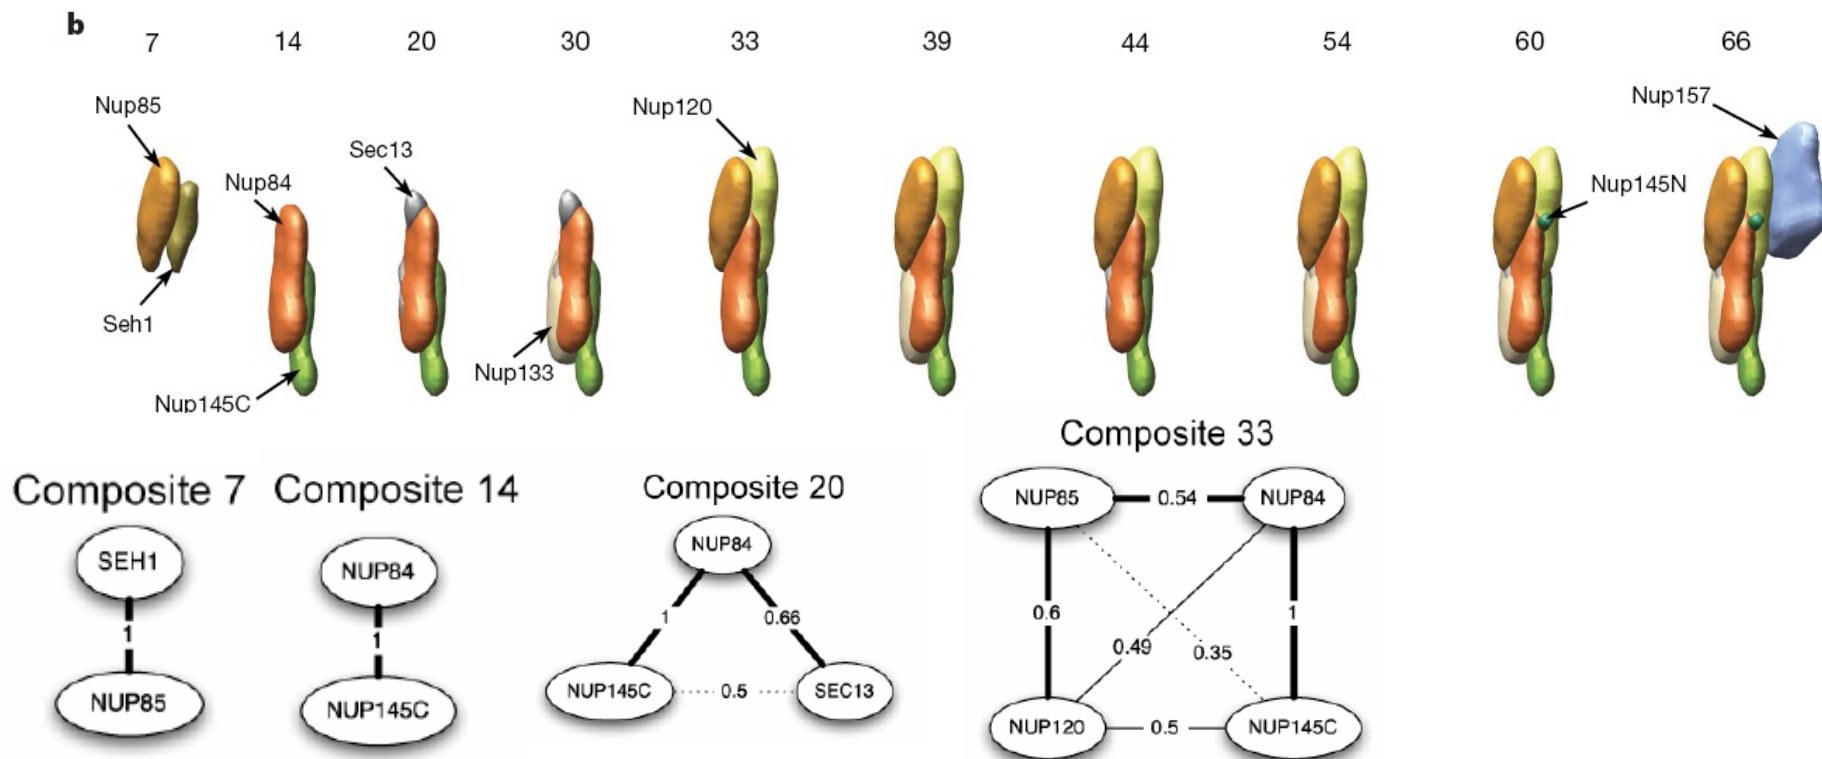 b
7 14 20 30 33 39 44 54 60 66
Nup85
Seh1
Nup84
Nup145C
Sec13
Nup133
Nup120
Nup145N
Nup157
Composite 7
SEH1
1
NUP85
Composite 14
NUP84
1
NUP145C
Composite 20
NUP84
1 0.66
NUP145C 0.5 SEC13
Composite 33
NUP85 0.54 NUP84
0.6 1
0.49 0.35
NUP120 0.5 NUP145C